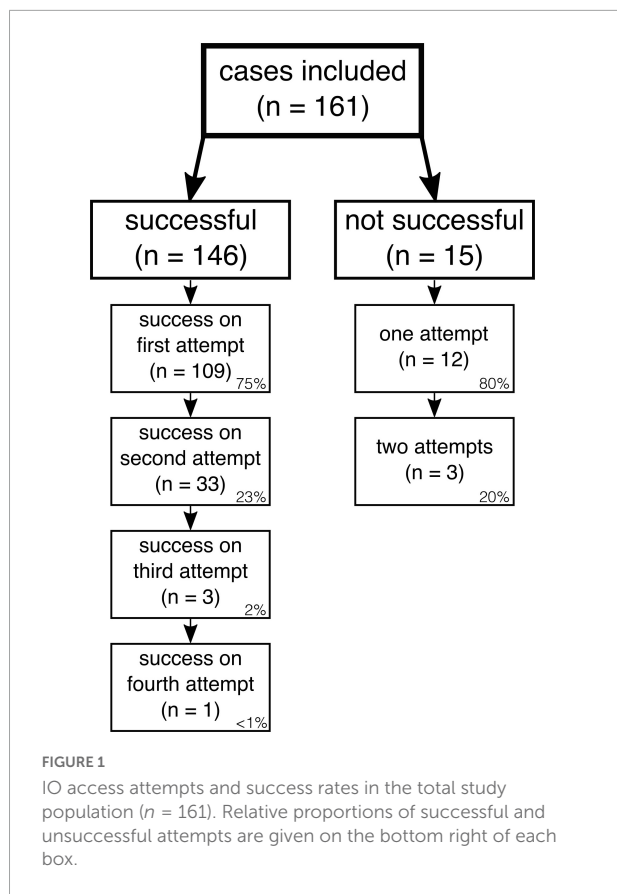 cases included
(n = 161)
successful
(n = 146)
not successful
(n = 15)
success on
first attempt
(n = 109)
75%
one attempt
(n = 12)
80%
success on
second attempt
(n = 33)
23%
two attempts
(n = 3)
20%
success on
third attempt
(n = 3)
2%
success on
fourth attempt
(n = 1)
<1%
FIGURE 1
IO access attempts and success rates in the total study
population (n = 161). Relative proportions of successful and
unsuccessful attempts are given on the bottom right of each
box.